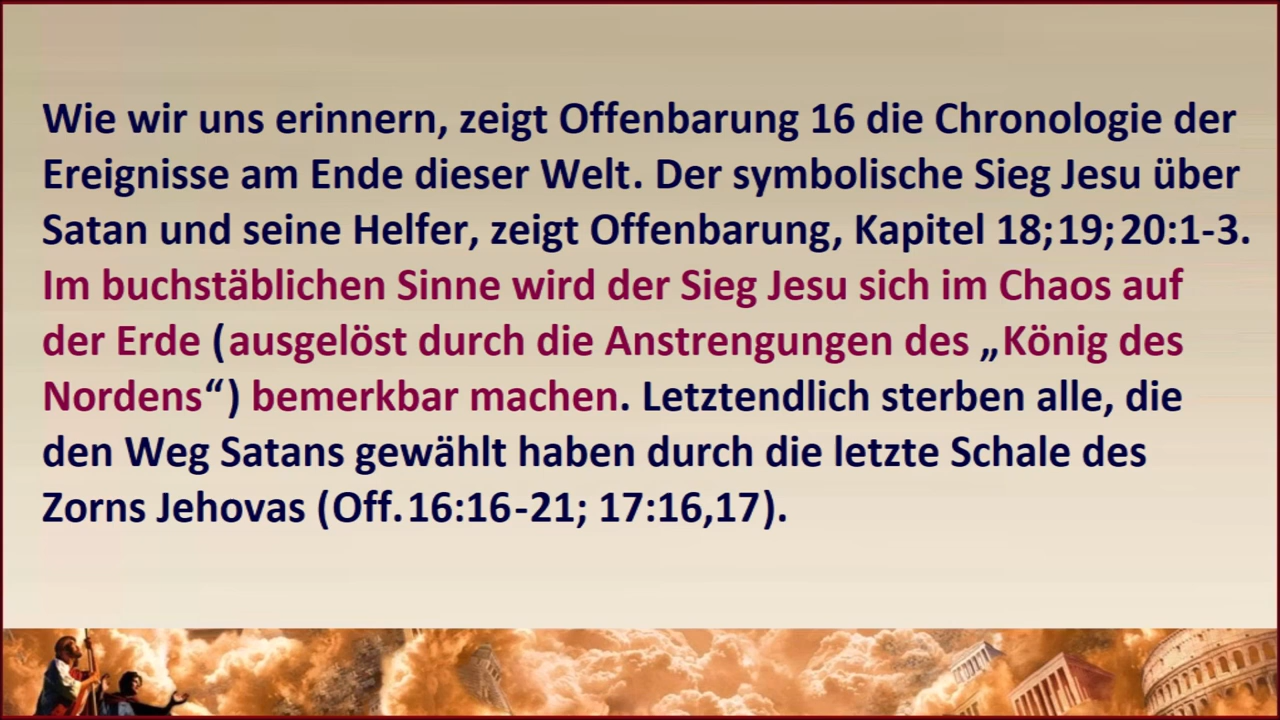 Wie wir uns erinnern, zeigt Offenbarung 16 die Chronologie der
Ereignisse am Ende dieser Welt. Der symbolische Sieg Jesu über
Satan und seine Helfer, zeigt Offenbarung, Kapitel 18;19;20:1-3.
Im buchstäblichen Sinne wird der Sieg Jesu sich im Chaos auf
der Erde (ausgelöst durch die Anstrengungen des „König des
Nordens“) bemerkbar machen. Letztendlich sterben alle, die
den Weg Satans gewählt haben durch die letzte Schale des
Zorns Jehovas (Off.16:16-21; 17:16,17).